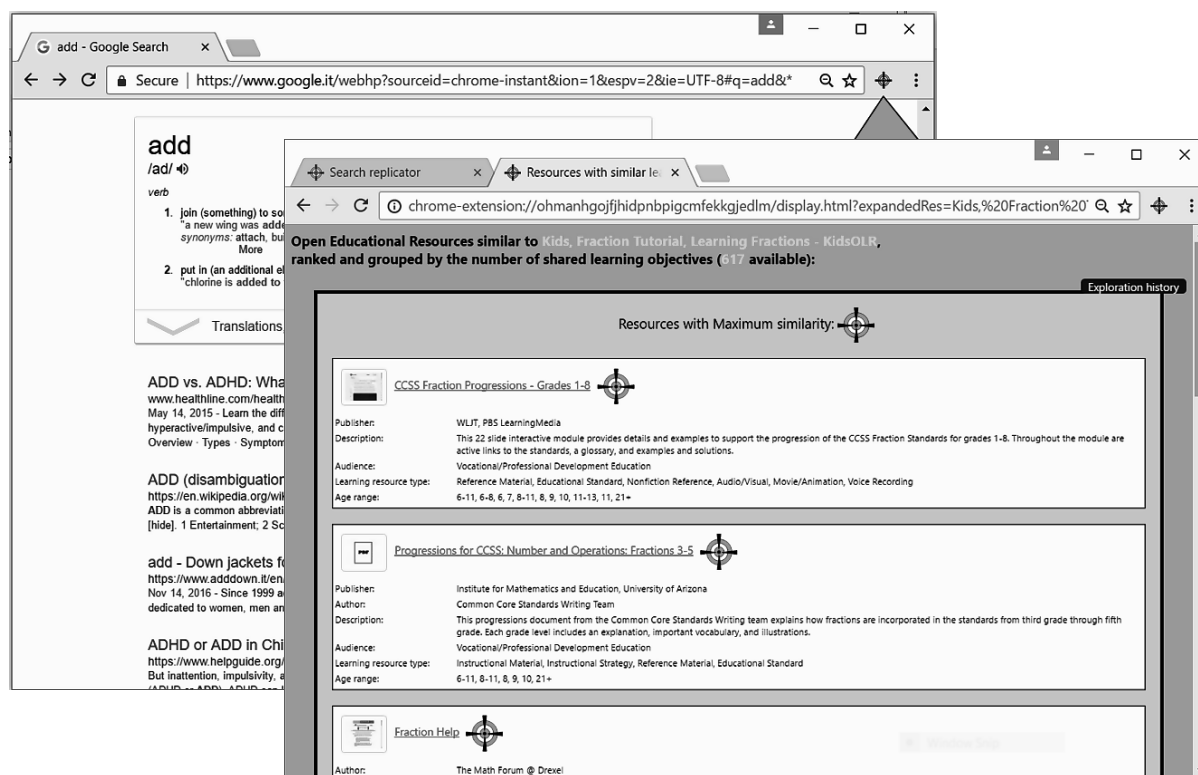 add - Google Search
Secure | https://www.google.it/webhp?sourceid=chrome-instant&ion=1&espv=2&ie=UTF-8#q=add&*
add
/ad/
verb
1. join (something) to so
"a new wing was adde
synonyms: attach, bui
More
2. put in (an additional el
"chlorine is added to
Translations,
ADD vs. ADHD: Wha
www.healthline.com/health
May 14, 2015 - Learn the diff
hyperactive/impulsive, and c
Overview · Types · Symptom
ADD (disambiguation
https://en.wikipedia.org/wik
ADD is a common abbreviati
[hide]. 1 Entertainment; 2 Sc
add - Down jackets fo
https://www.adddown.it/en/
Nov 14, 2016 - Since 1999 a
dedicated to women, men an
ADHD or ADD in Chi
https://www.helpguide.org/
But inattention, impulsivity, a
Search replicator
Resources with similar le
chrome-extension://ohmanhgojfjhidpnbpigcmfekkgjedlm/display.html?expandedRes=Kids,%20Fraction%20
Open Educational Resources similar to Kids, Fraction Tutorial, Learning Fractions - KidsOLR,
ranked and grouped by the number of shared learning objectives (617 available):
Exploration history
Resources with Maximum similarity:
CCSS Fraction Progressions - Grades 1-8
Publisher: WLJT, PBS LearningMedia
Description: This 22 slide interactive module provides details and examples to support the progression of the CCSS Fraction Standards for grades 1-8. Throughout the module are
active links to the standards, a glossary, and examples and solutions.
Audience: Vocational/Professional Development Education
Learning resource type: Reference Material, Educational Standard, Nonfiction Reference, Audio/Visual, Movie/Animation, Voice Recording
Age range: 6-11, 6-8, 6, 7, 8-11, 8, 9, 10, 11-13, 11, 21+
PDF
Progressions for CCSS: Number and Operations: Fractions 3-5
Publisher: Institute for Mathematics and Education, University of Arizona
Author: Common Core Standards Writing Team
Description: This progressions document from the Common Core Standards Writing team explains how fractions are incorporated in the standards from third grade through fifth
grade. Each grade level includes an explanation, important vocabulary, and illustrations.
Audience: Vocational/Professional Development Education
Learning resource type: Instructional Material, Instructional Strategy, Reference Material, Educational Standard
Age range: 6-11, 8-11, 8, 9, 10, 21+
Fraction Help
Author: The Math Forum @ Drexel